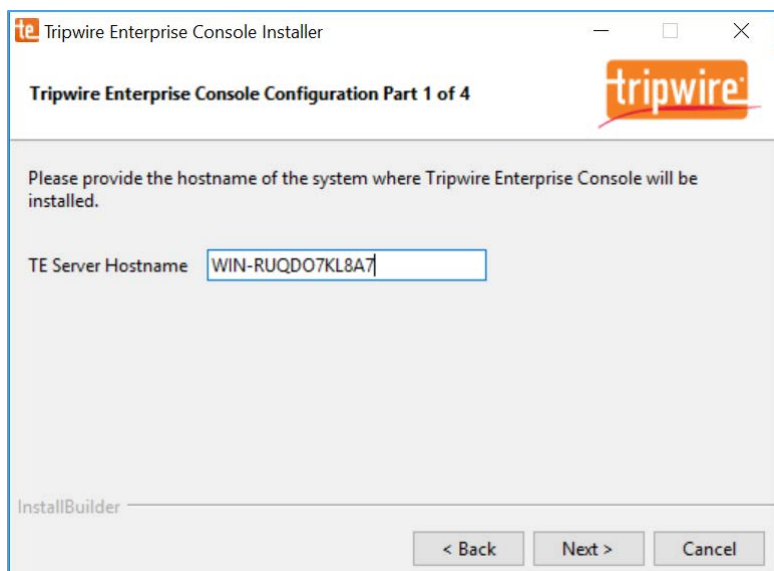 te Tripwire Enterprise Console Installer
Tripwire Enterprise Console Configuration Part 1 of 4
tripwire
Please provide the hostname of the system where Tripwire Enterprise Console will be
installed.
TE Server Hostname WIN-RUQDO7KL8A7
InstallBuilder
< Back Next > Cancel